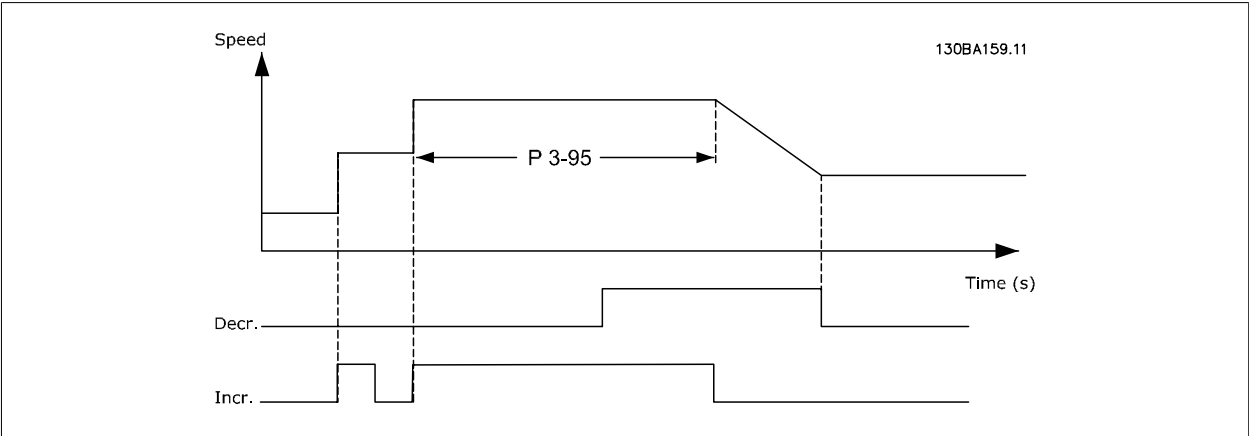 Speed
130BA159.11
P 3-95
Time (s)
Decr.
Incr.